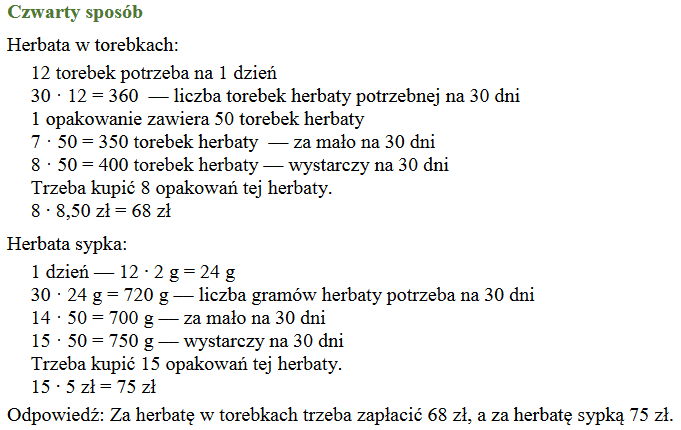 Czwarty sposób
Herbata w torebkach:
12 torebek potrzeba na 1 dzień
30 · 12 = 360 — liczba torebek herbaty potrzebnej na 30 dni
1 opakowanie zawiera 50 torebek herbaty
7 · 50 = 350 torebek herbaty — za mało na 30 dni
8 · 50 = 400 torebek herbaty — wystarczy na 30 dni
Trzeba kupić 8 opakowań tej herbaty.
8 · 8,50 zł = 68 zł
Herbata sypka:
1 dzień — 12 · 2 g = 24 g
30 · 24 g = 720 g — liczba gramów herbaty potrzeba na 30 dni
14 · 50 = 700 g — za mało na 30 dni
15 · 50 = 750 g — wystarczy na 30 dni
Trzeba kupić 15 opakowań tej herbaty.
15 · 5 zł = 75 zł
Odpowiedź: Za herbatę w torebkach trzeba zapłacić 68 zł, a za herbatę sypką 75 zł.